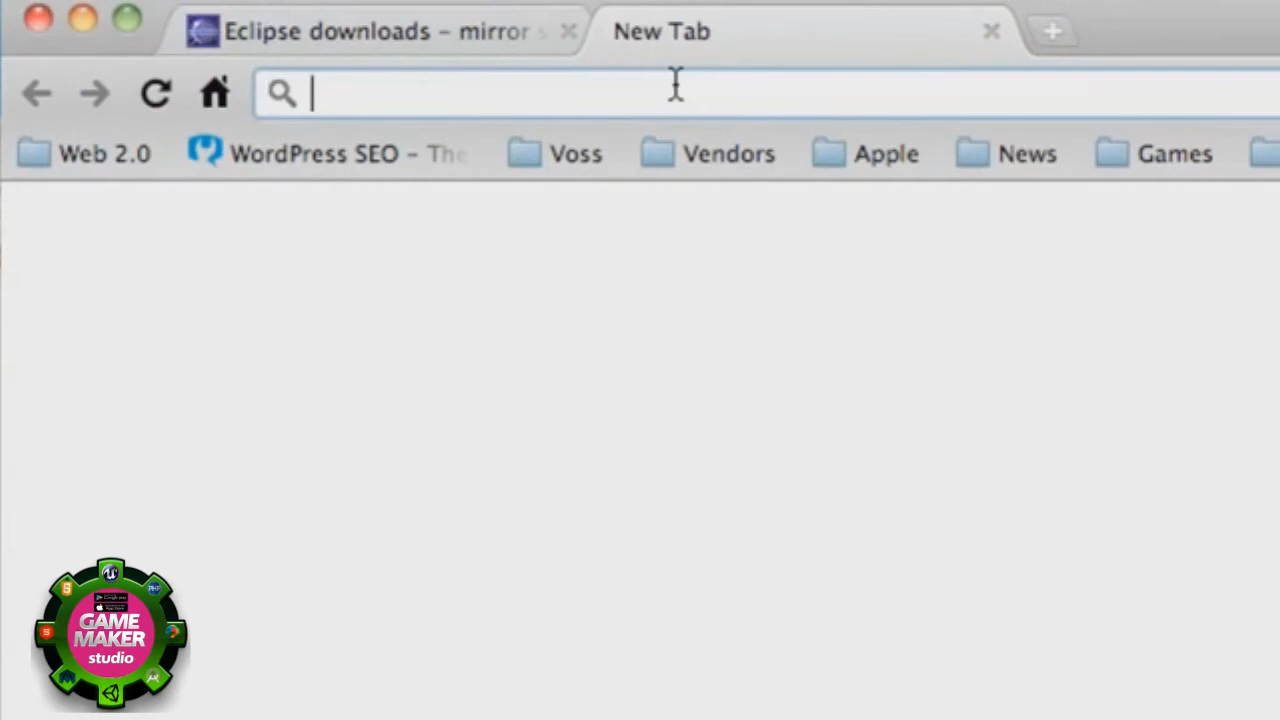 Eclipse downloads – mirror s
New Tab
Web 2.0
WordPress SEO – The
Voss
Vendors
Apple
News
Games
GAME
MAKER
studio